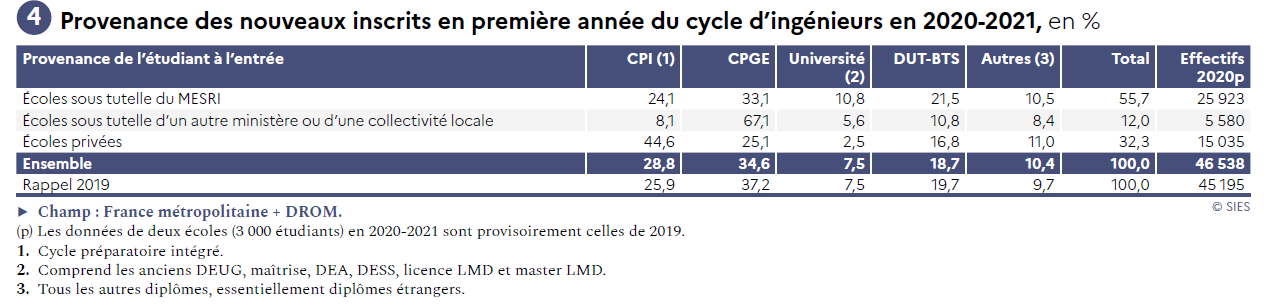 4 Provenance des nouveaux inscrits en première année du cycle d'ingénieurs en 2020-2021, en %
Provenance de l'étudiant à l'entrée CPI (1) CPGE Université (2) DUT-BTS Autres (3) Total Effectifs 2020p
Écoles sous tutelle du MESRI 24,1 33,1 10,8 21,5 10,5 55,7 25 923
Écoles sous tutelle d'un autre ministère ou d'une collectivité locale 8,1 67,1 5,6 10,8 8,4 12,0 5 580
Écoles privées 44,6 25,1 2,5 16,8 11,0 32,3 15 035
Ensemble 28,8 34,6 7,5 18,7 10,4 100,0 46 538
Rappel 2019 25,9 37,2 7,5 19,7 9,7 100,0 45 195
► Champ : France métropolitaine + DROM. © SIES
(p) Les données de deux écoles (3 000 étudiants) en 2020-2021 sont provisoirement celles de 2019.
1. Cycle préparatoire intégré.
2. Comprend les anciens DEUG, maîtrise, DEA, DESS, licence LMD et master LMD.
3. Tous les autres diplômes, essentiellement diplômes étrangers.